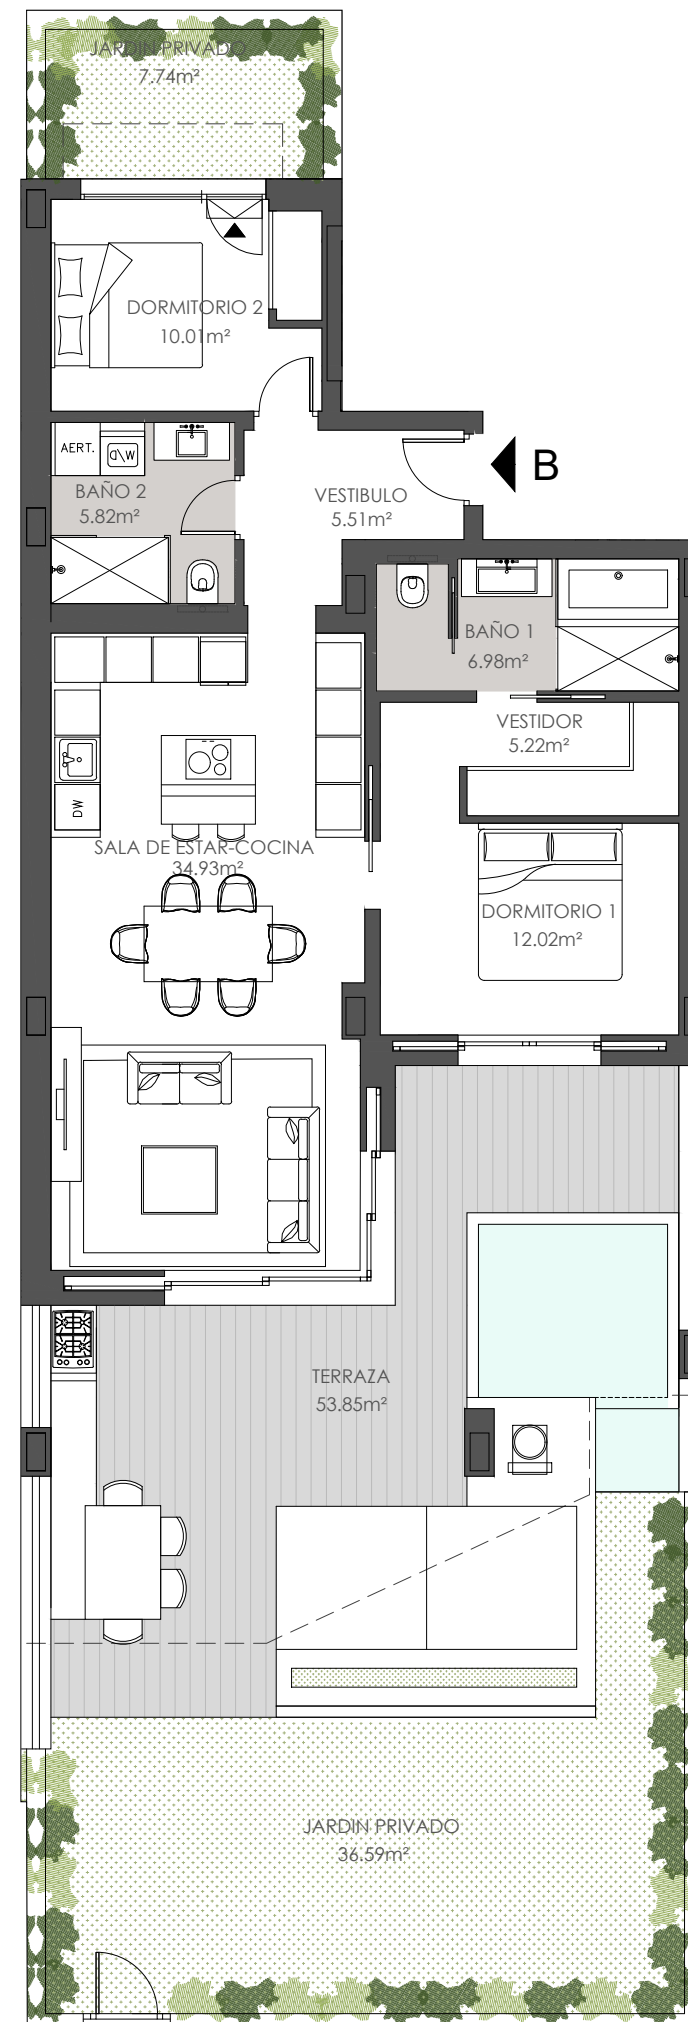 JARDIN PRIVADO
7.74m²
DORMITORIO 2
10.01m²
AERT.
W\D
BAÑO 2
5.82m²
VESTIBULO
5.51m²
B
BAÑO 1
6.98m²
VESTIDOR
5.22m²
DW
SALA DE ESTAR-COCINA
34.93m²
DORMITORIO 1
12.02m²
TERRAZA
53.85m²
JARDIN PRIVADO
36.59m²